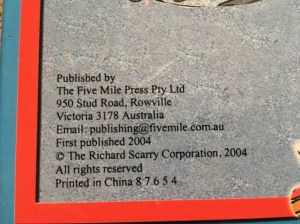 Published by
The Five Mile Press Pty Ltd
950 Stud Road, Rowville
Victoria 3178 Australia
Email: publishing@fivemile.com.au
First published 2004
© The Richard Scarry Corporation, 2004
All rights reserved
Printed in China 8 7 6 5 4